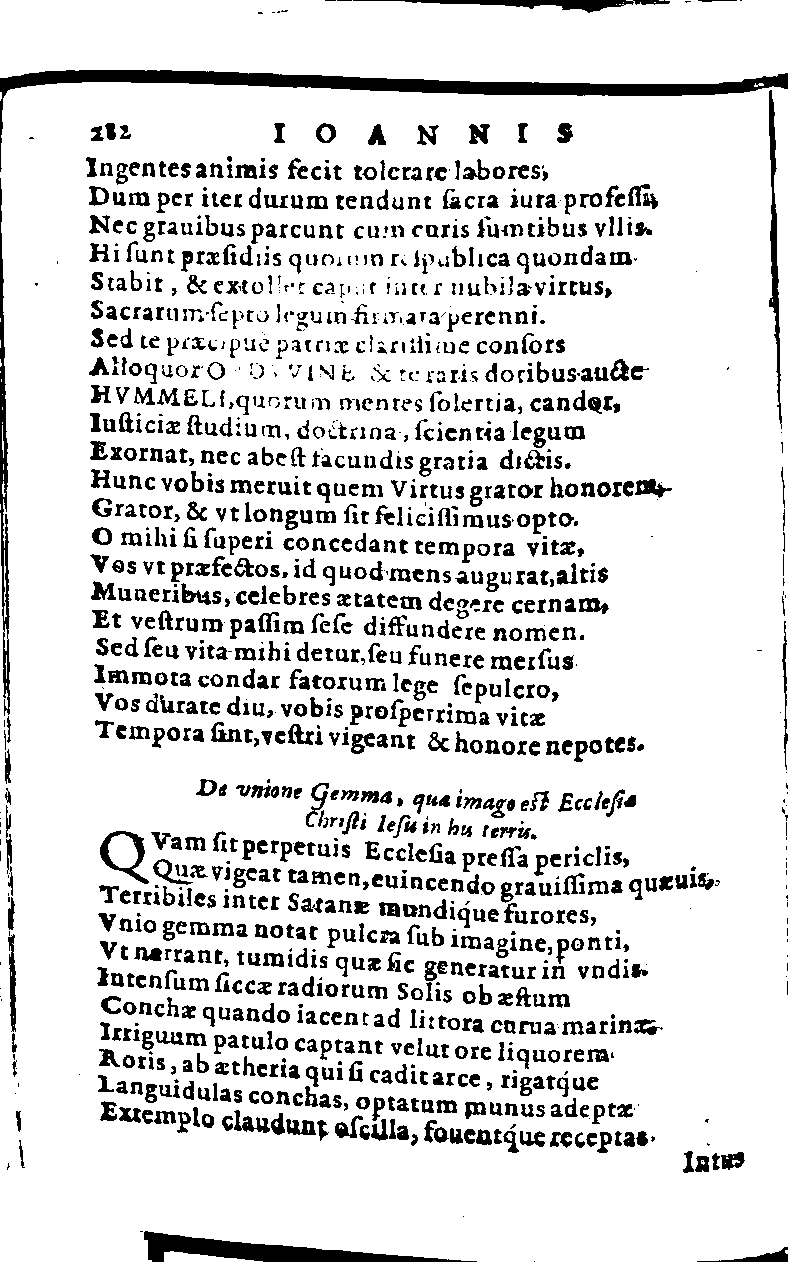 282 IOANNIS
Ingentes animis fecit tolerare labores,
Dum per iter durum tendunt ſacra iura profeſſi,
Nec grauibus parcunt cum curis ſumtibus vllis.
Hi ſunt præſidiis quorum reſpublica quondam
Stabit, & extollet caput inter nubila virtus,
Sacrarum ſepto legum firmata perenni.
Sed te præcipuè patriæ clariſſime conſors
Alloquor O & te raris dotibus aucte
HVMMELI, quorum mentes ſolertia, candor,
Iuſticiæ ſtudium, doctrina, ſcientia legum
Exornat, nec abeſt facundis gratia dictis.
Hunc vobis meruit quem Virtus grator honorem,
Grator, & vt longum ſit feliciſſimus opto.
O mihi ſi ſuperi concedant tempora vitæ,
Vos vt præfectos, id quod mens augurat, altis
Muneribus, celebres ætatem degere cernam,
Et veſtrum paſſim ſeſe diffundere nomen.
Sed ſeu vita mihi detur, ſeu funere merſus
Immota condar fatorum lege ſepulcro,
Vos durate diu, vobis proſperrima vitæ
Tempora ſint, veſtri vigeant & honore nepotes.
De vnione Gemma, quæ imago eſt Eccleſiæ
Chriſti Ieſu in his terris.
QVam ſit perpetuis Eccleſia preſſa periclis,
Quæ vigeat tamen, euincendo grauiſſima quæuis,
Terribiles inter Satanæ mundíque furores,
Vnio gemma notat pulcra ſub imagine, ponti,
Vt narrant, tumidis quæ ſic generatur in vndis.
Intenſum ſiccæ radiorum Solis ob æſtum
Conchæ quando iacent ad littora curua marinæ,
Irriguum patulo captant velut ore liquorem
Roris, ab ætheria qui ſi cadit arce, rigatq́ue
Languidulas conchas, optatum munus adeptæ
Extemplo claudunt oſcilla, fouentq́ue receptas
Intus